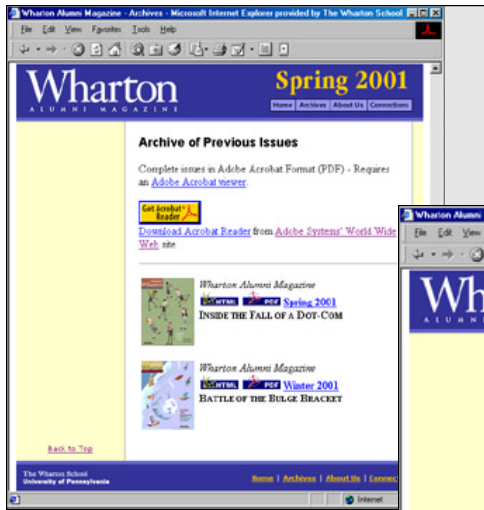 Wharton Alumni Magazine - Archives - Microsoft Internet Explorer provided by The Wharton School
File Edit View Favorites Tools Help
Wharton
ALUMNI MAGAZINE
Spring 2001
Home Archives About Us Connections
Archive of Previous Issues
Complete issues in Adobe Acrobat Format (PDF) - Requires
an Adobe Acrobat viewer.
Get Acrobat
Reader
Download Acrobat Reader from Adobe Systems' World Wide
Web site
Wharton Alumni Magazine
HTML PDF Spring 2001
INSIDE THE FALL OF A DOT-COM
Wharton Alumni Magazine
HTML PDF Winter 2001
BATTLE OF THE BULGE BRACKET
Back to Top
The Wharton School
University of Pennsylvania
Home | Archives | About Us | Connec
Internet
Wharton Alumni
File Edit View
Wh
ALUMN